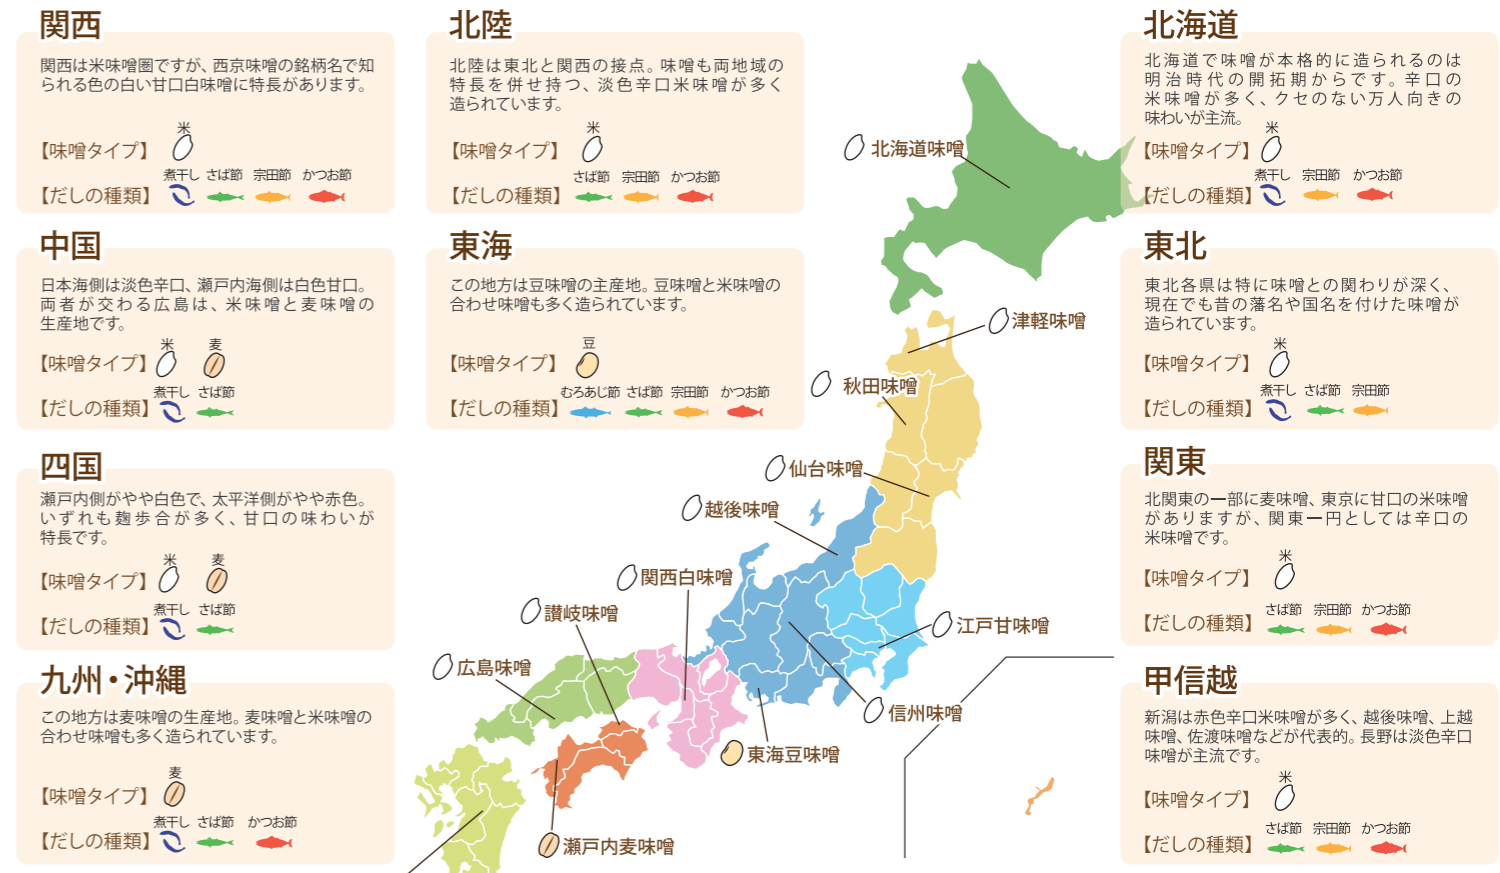 関西
関西は米味噌圏ですが、西京味噌の銘柄名で知
られる色の白い甘口白味噌に特長があります。
米
【味噌タイプ】
煮干し さば節 宗田節 かつお節
【だしの種類】
北陸
北陸は東北と関西の接点。味噌も両地域の
特長を併せ持つ、淡色辛口米味噌が多く
造られています。
米
【味噌タイプ】
さば節 宗田節 かつお節
【だしの種類】
北海道
北海道で味噌が本格的に造られるのは
明治時代の開拓期からです。辛口の
米味噌が多く、クセのない万人向きの
味わいが主流。
米
【味噌タイプ】
煮干し 宗田節 かつお節
【だしの種類】
中国
日本海側は淡色辛口、瀬戸内海側は白色甘口。
両者が交わる広島は、米味噌と麦味噌の
生産地です。
米 麦
【味噌タイプ】
煮干し さば節
【だしの種類】
東海
この地方は豆味噌の主産地。豆味噌と米味噌の
合わせ味噌も多く造られています。
豆
【味噌タイプ】
むろあじ節 さば節 宗田節 かつお節
【だしの種類】
東北
東北各県は特に味噌との関わりが深く、
現在でも昔の藩名や国名を付けた味噌が
造られています。
米
【味噌タイプ】
煮干し さば節 宗田節
【だしの種類】
四国
瀬戸内側がやや白色で、太平洋側がやや赤色。
いずれも麹歩合が多く、甘口の味わいが
特長です。
米 麦
【味噌タイプ】
煮干し さば節
【だしの種類】
関東
北関東の一部に麦味噌、東京に甘口の米味噌
がありますが、関東一円としては辛口の
米味噌です。
米
【味噌タイプ】
さば節 宗田節 かつお節
【だしの種類】
九州・沖縄
この地方は麦味噌の生産地。麦味噌と米味噌の
合わせ味噌も多く造られています。
麦
【味噌タイプ】
煮干し さば節 かつお節
【だしの種類】
甲信越
新潟は赤色辛口米味噌が多く、越後味噌、上越
味噌、佐渡味噌などが代表的。長野は淡色辛口
味噌が主流です。
米
【味噌タイプ】
さば節 宗田節 かつお節
【だしの種類】
北海道味噌
津軽味噌
秋田味噌
仙台味噌
越後味噌
関西白味噌
讃岐味噌
江戸甘味噌
広島味噌
信州味噌
東海豆味噌
瀬戸内麦味噌